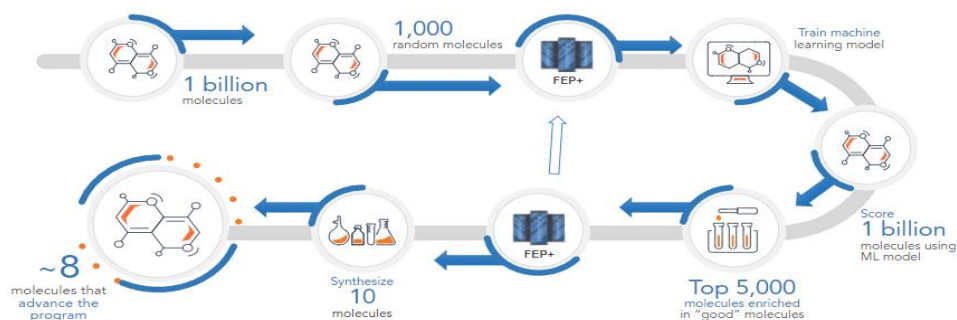 1 billion
molecules
1,000
random molecules
FEP+
Train machine
learning model
Score
1 billion
molecules using
ML model
Top 5,000
molecules enriched
in "good" molecules
FEP+
Synthesize
10
molecules
~8
molecules that
advance the
program